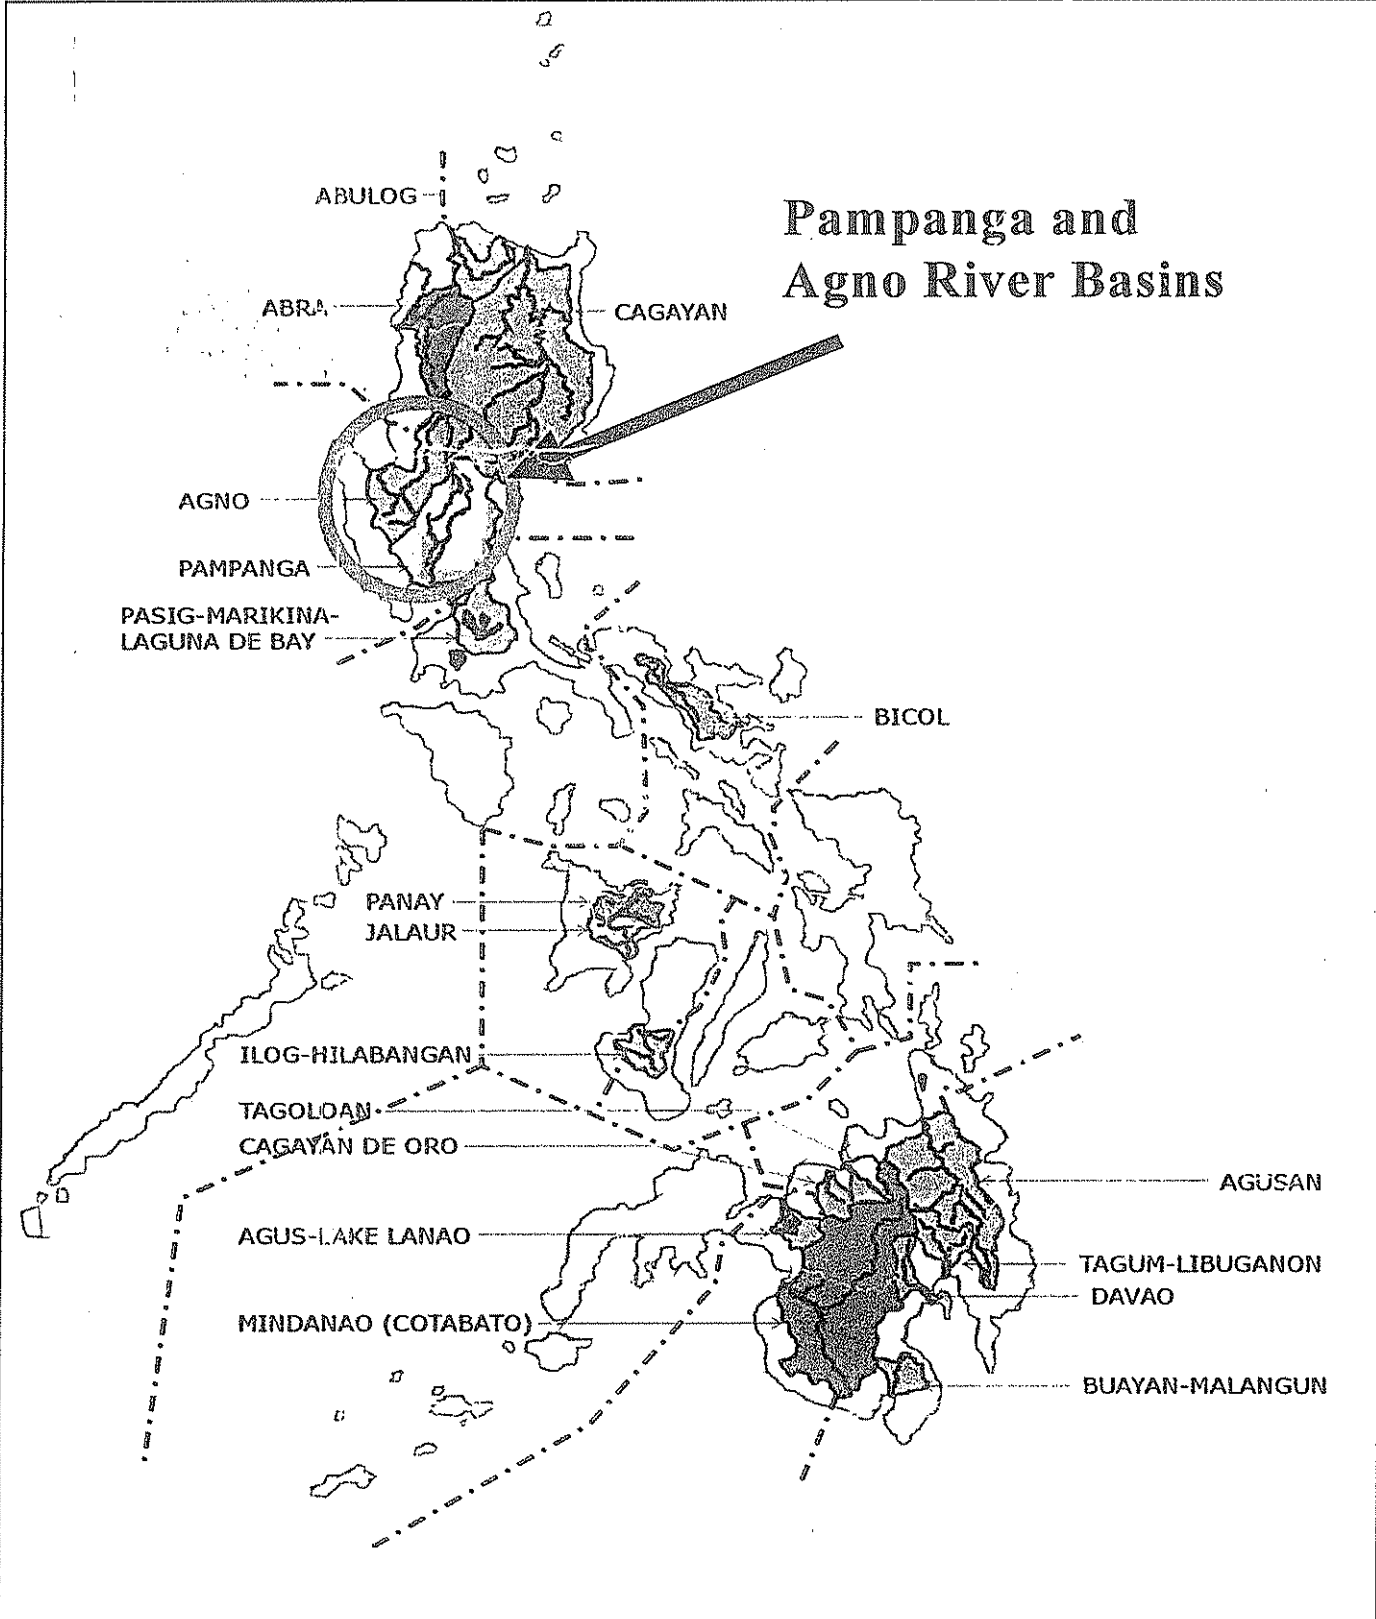 ABULOG
Pampanga and
Agno River Basins
ABRA
CAGAYAN
AGNO
PAMPANGA
PASIG-MARIKINA-
LAGUNA DE BAY
BICOL
PANAY
JALAUR
ILOG-HILABANGAN
TAGOLOAN
CAGAYAN DE ORO
AGUSAN
AGUS-LAKE LANAO
TAGUM-LIBUGANON
DAVAO
MINDANAO (COTABATO)
BUAYAN-MALANGUN